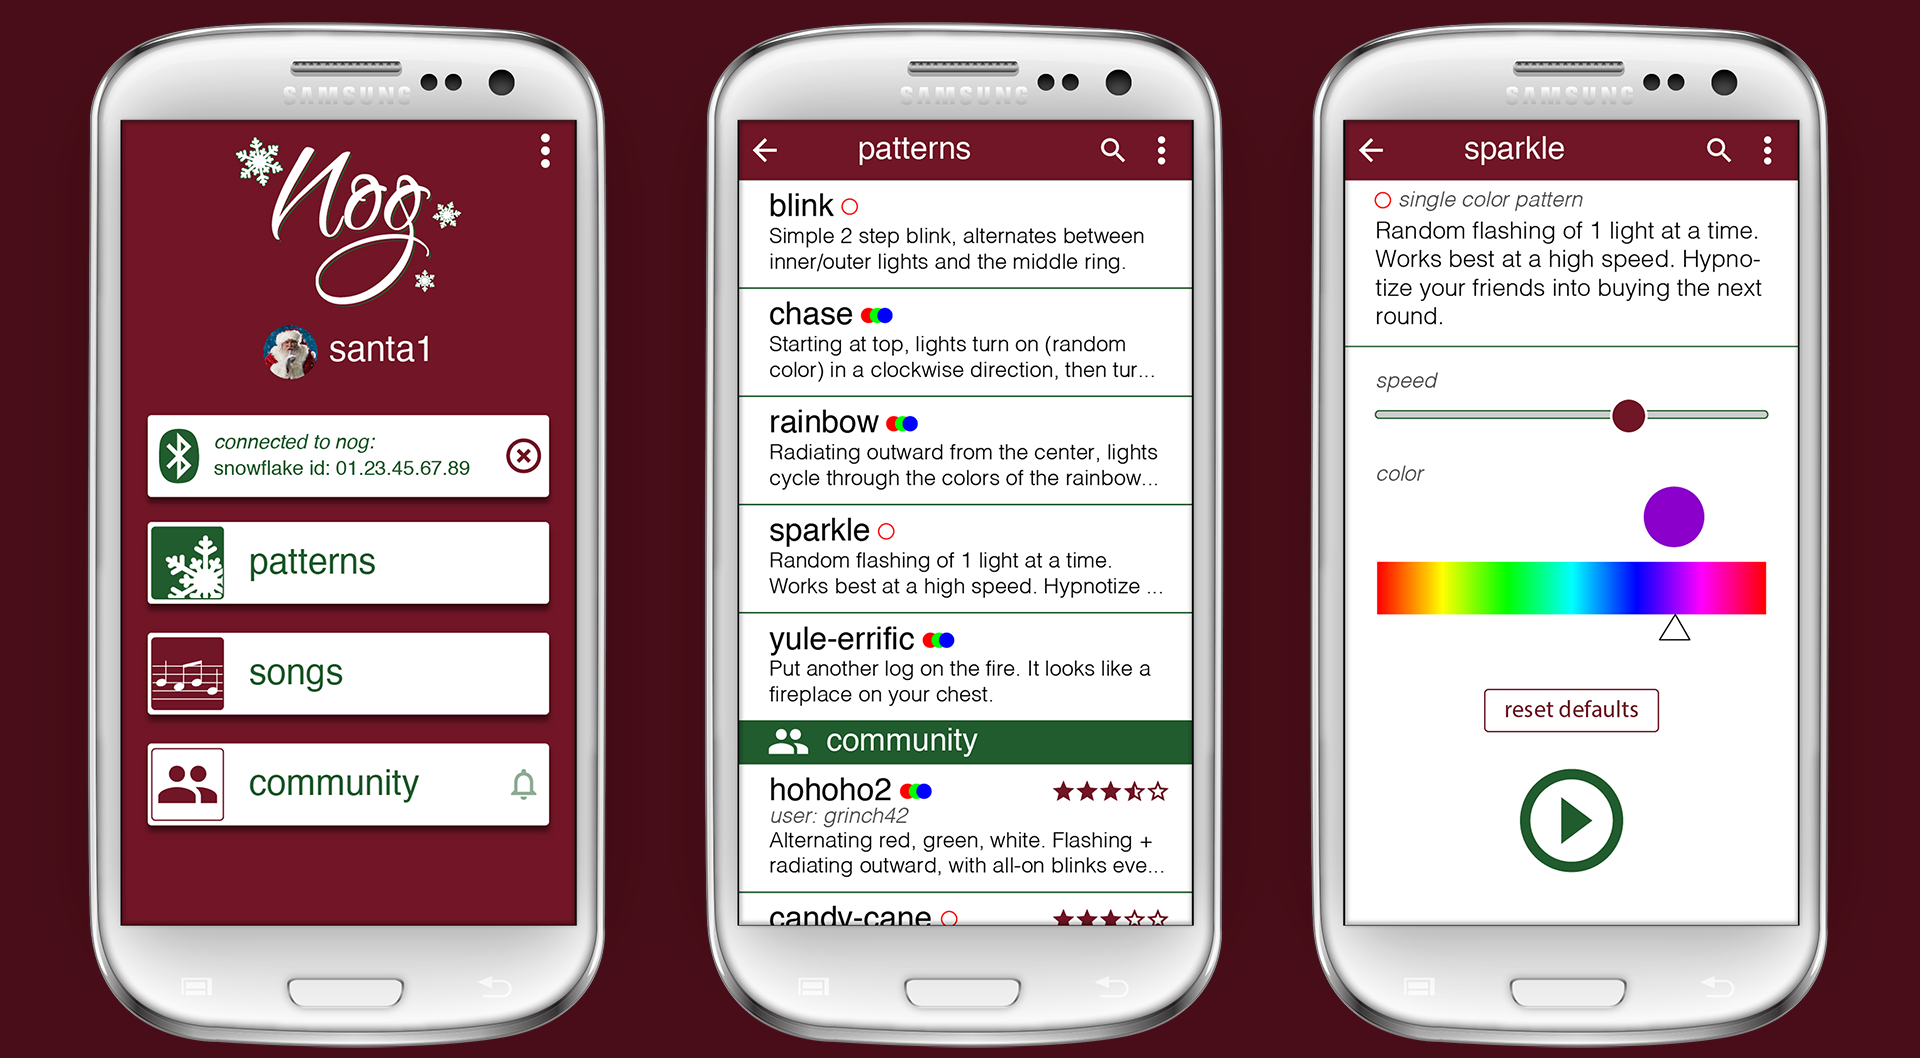 SAMSUNG
Nog
santa1
connected to nog:
snowflake id: 01.23.45.67.89
patterns
songs
community
SAMSUNG
patterns
blink
Simple 2 step blink, alternates between
inner/outer lights and the middle ring.
chase
Starting at top, lights turn on (random
color) in a clockwise direction, then tur...
rainbow
Radiating outward from the center, lights
cycle through the colors of the rainbow...
sparkle
Random flashing of 1 light at a time.
Works best at a high speed. Hypnotize ...
yule-errific
Put another log on the fire. It looks like a
fireplace on your chest.
community
hohoho2
user: grinch42
Alternating red, green, white. Flashing +
radiating outward, with all-on blinks eve...
candy-cane
SAMSUNG
sparkle
single color pattern
Random flashing of 1 light at a time.
Works best at a high speed. Hypno-
tize your friends into buying the next
round.
speed
color
reset defaults